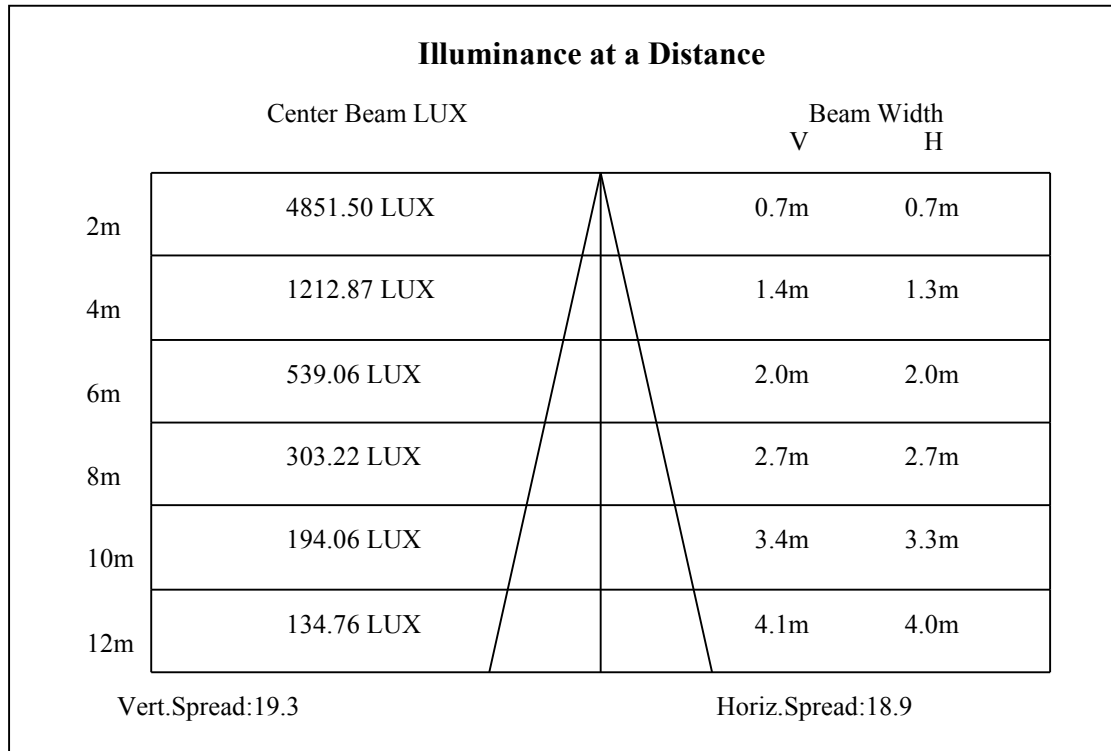 Illuminance at a Distance
Center Beam LUX Beam Width
V H
2m 4851.50 LUX 0.7m 0.7m
4m 1212.87 LUX 1.4m 1.3m
6m 539.06 LUX 2.0m 2.0m
8m 303.22 LUX 2.7m 2.7m
10m 194.06 LUX 3.4m 3.3m
12m 134.76 LUX 4.1m 4.0m
Vert.Spread:19.3 Horiz.Spread:18.9